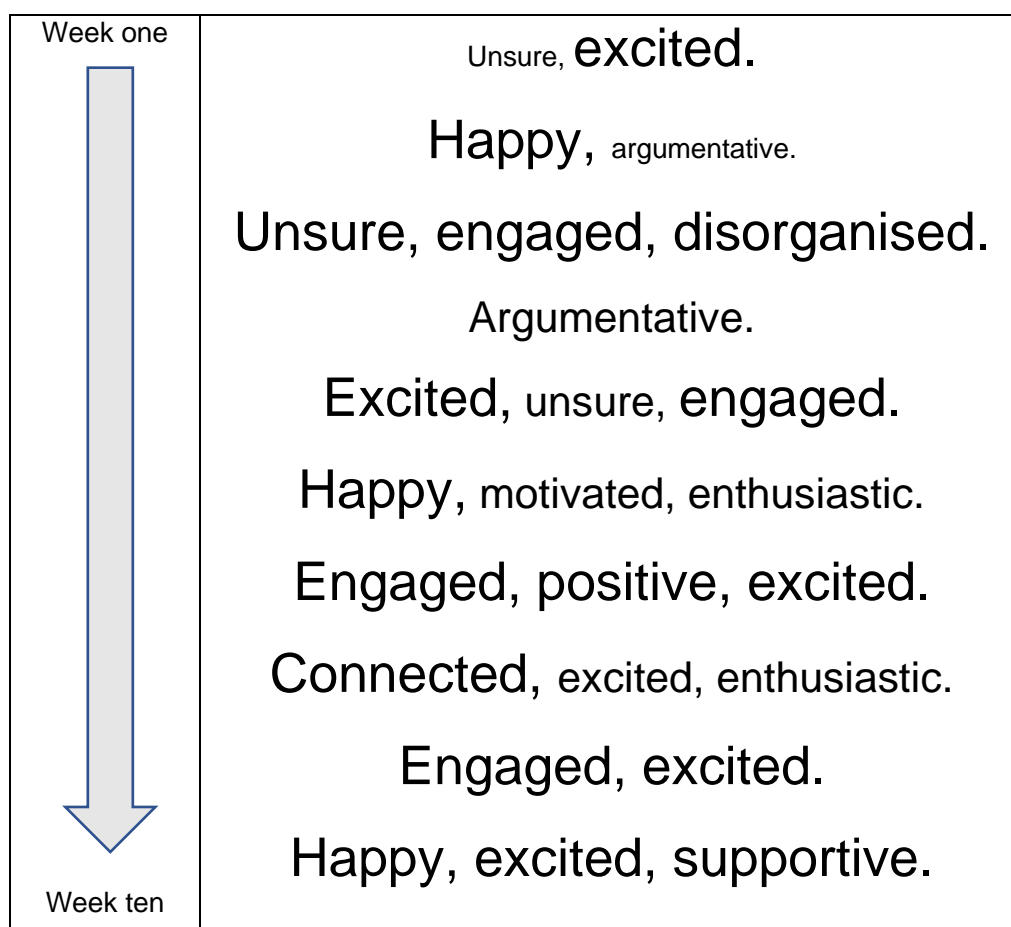 Week one
Unsure, excited.
Happy, argumentative.
Unsure, engaged, disorganised.
Argumentative.
Excited, unsure, engaged.
Happy, motivated, enthusiastic.
Engaged, positive, excited.
Connected, excited, enthusiastic.
Engaged, excited.
Happy, excited, supportive.
Week ten